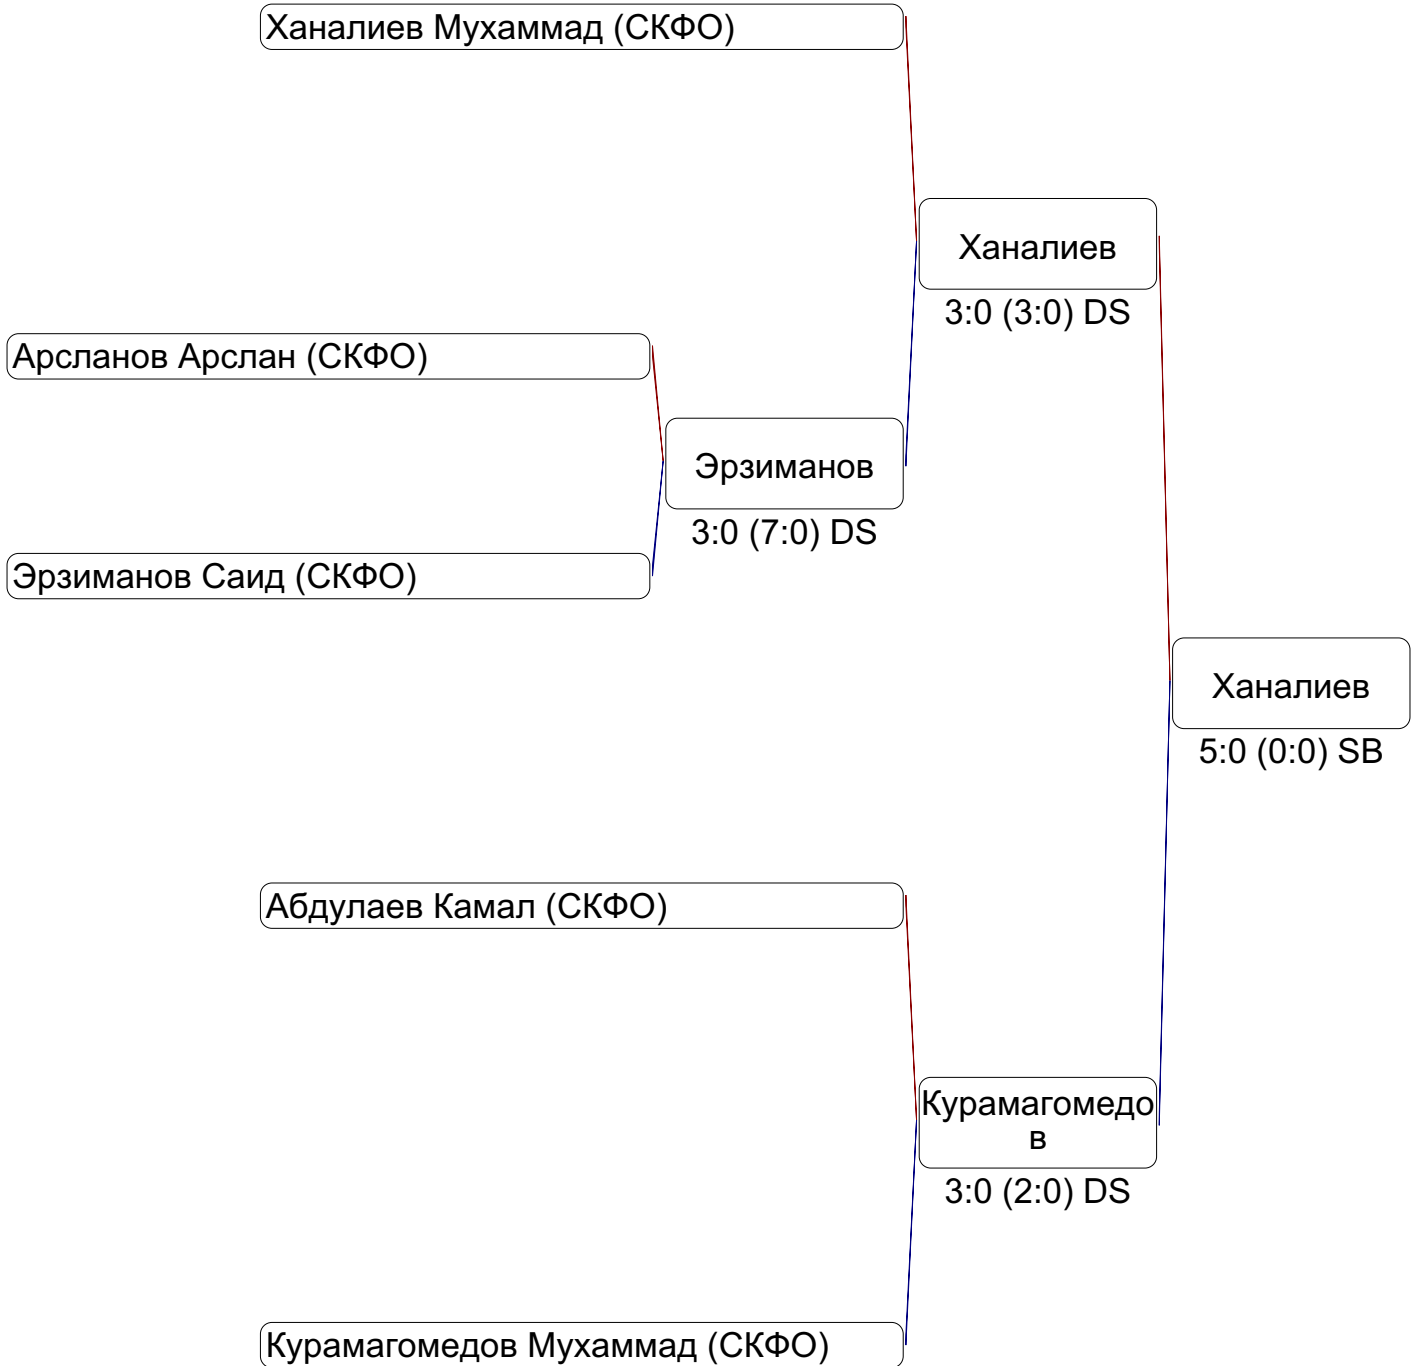 Ханалиев Мухаммад (СКФО)
Ханалиев
3:0 (3:0) DS
Арсланов Арслан (СКФО)
Эрзиманов
3:0 (7:0) DS
Эрзиманов Саид (СКФО)
Ханалиев
5:0 (0:0) SB
Абдулаев Камал (СКФО)
Курамагомедо
в
3:0 (2:0) DS
Курамагомедов Мухаммад (СКФО)